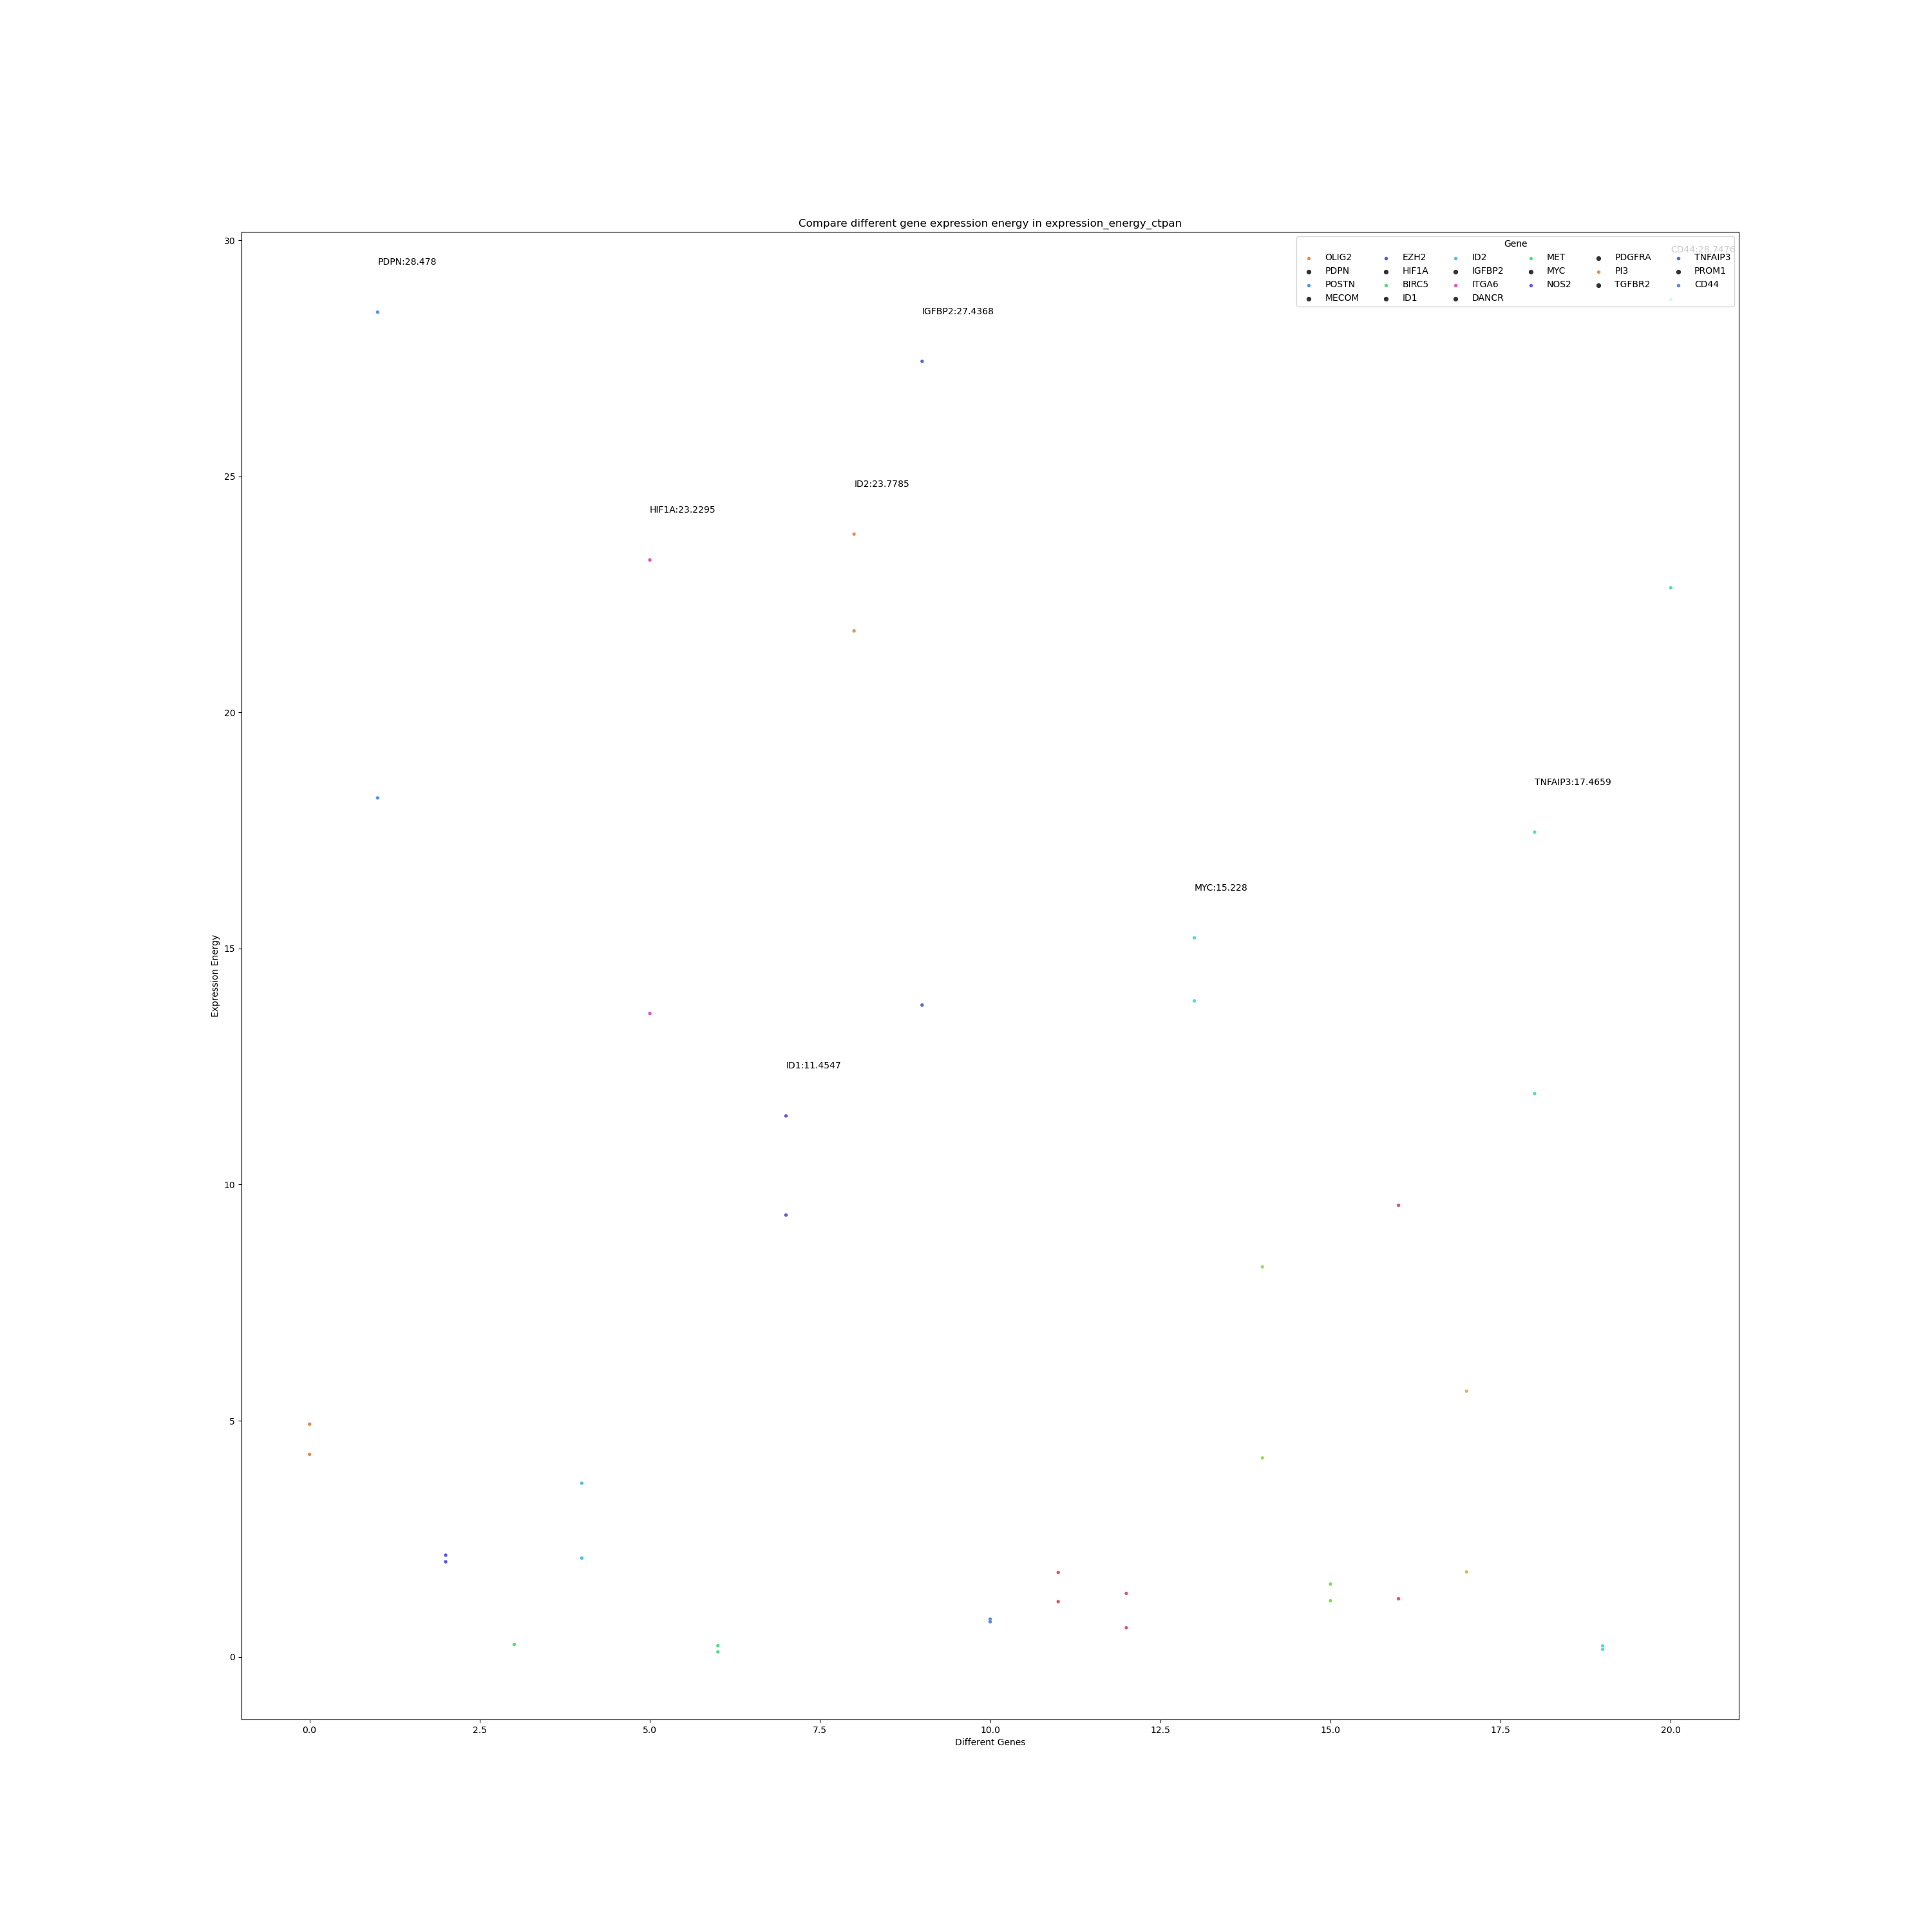 Compare different gene expression energy in expression_energy_ctpan
30
CD44:28.7476
Gene
OLIG2 EZH2 ID2 MET PDGFRA TNFAIP3
PDPN HIF1A IGFBP2 MYC PI3 PROM1
POSTN BIRC5 ITGA6 NOS2 TGFBR2 CD44
MECOM ID1 DANCR
PDPN:28.478
IGFBP2:27.4368
25
ID2:23.7785
HIF1A:23.2295
20
TNFAIP3:17.4659
MYC:15.228
15
Expression Energy
ID1:11.4547
10
5
0
0.0 2.5 5.0 7.5 10.0 12.5 15.0 17.5 20.0
Different Genes